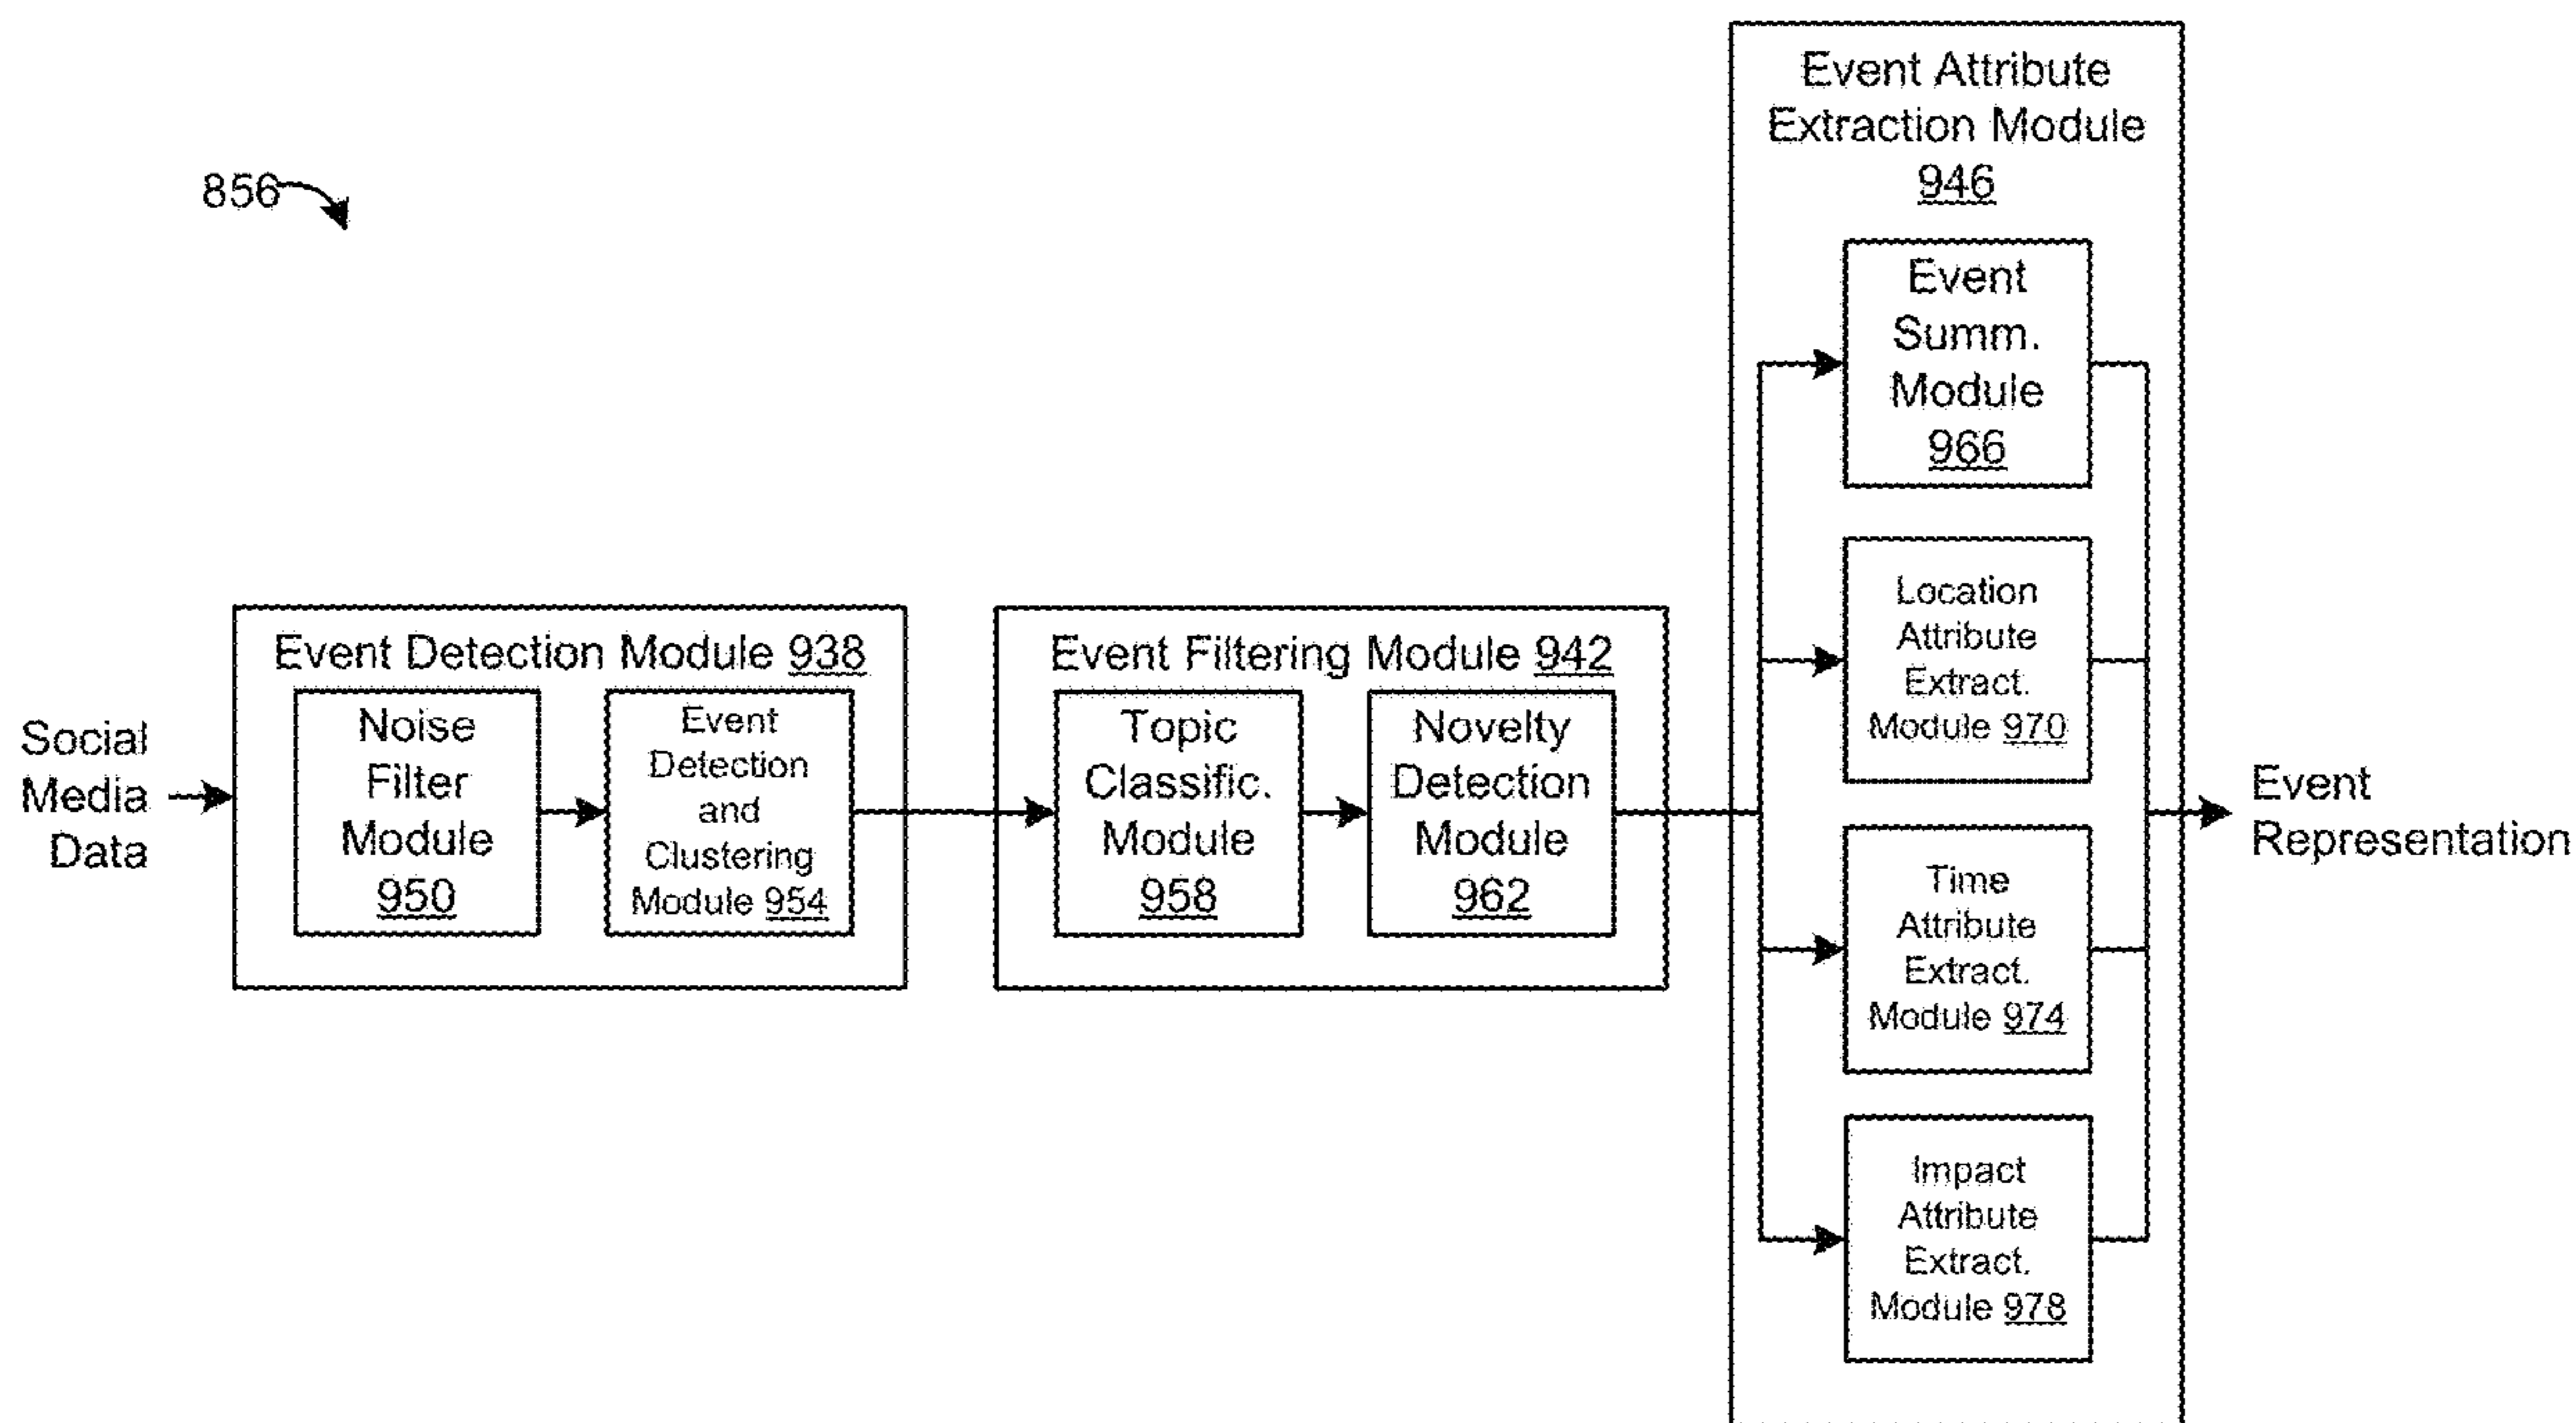 856
Social
Media
Data
Event Detection Module 938
Noise
Filter
Module
950
Event
Detection
and
Clustering
Module 954
Event Filtering Module 942
Topic
Classific.
Module
958
Novelty
Detection
Module
962
Event Attribute
Extraction Module
946
Event
Summ.
Module
966
Location
Attribute
Extract.
Module 970
Time
Attribute
Extract.
Module 974
Impact
Attribute
Extract.
Module 978
Event
Representation